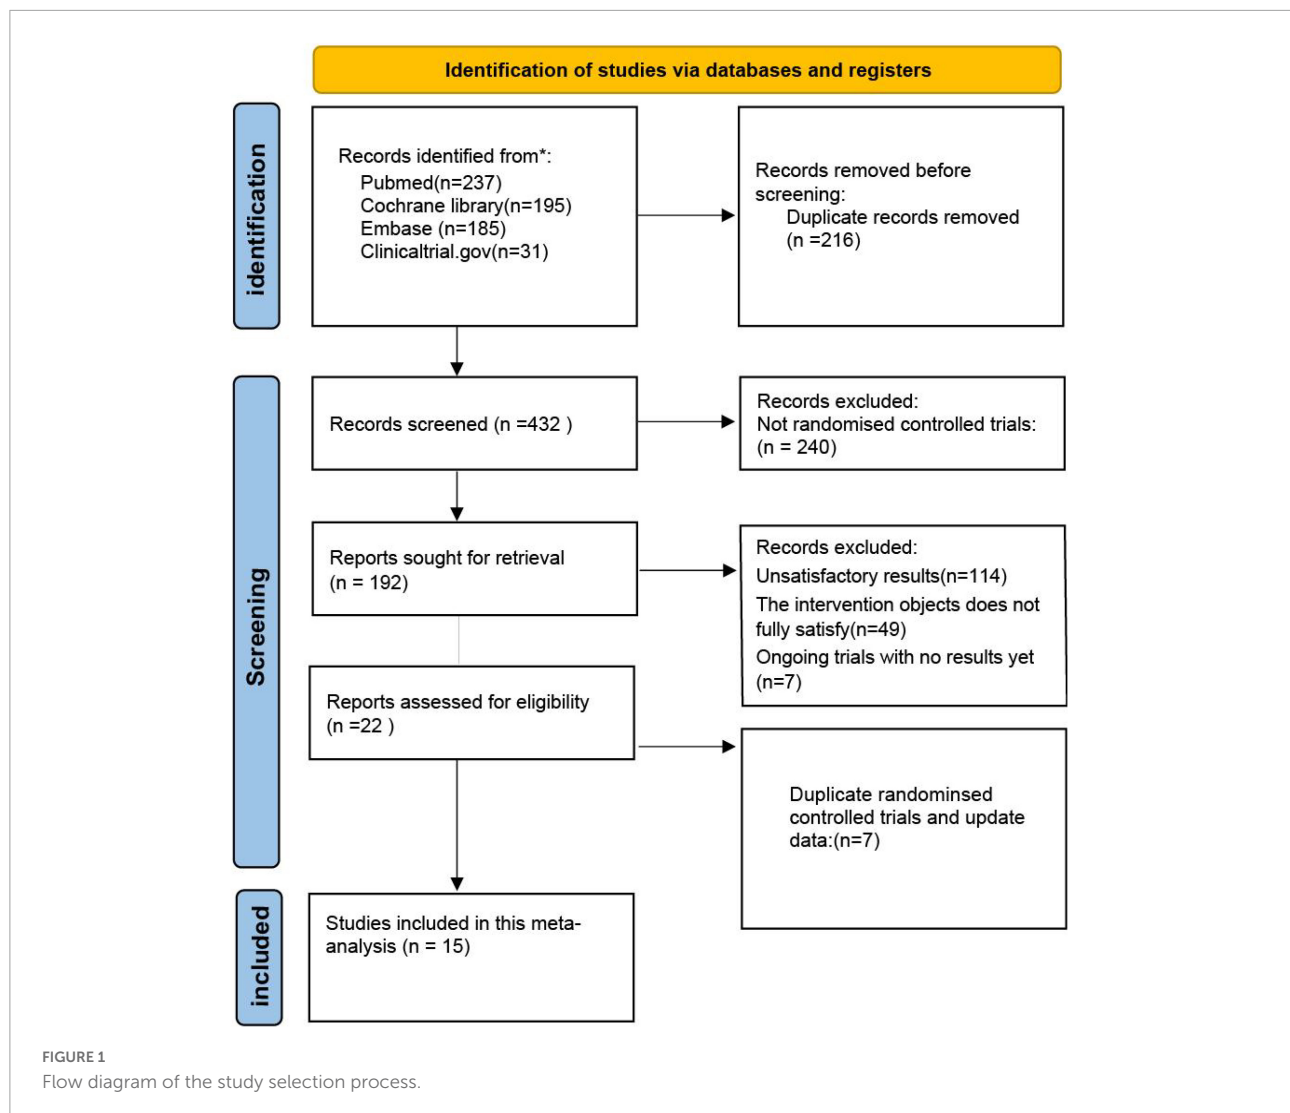 Identification of studies via databases and registers
identification
Records identified from*:
Pubmed(n=237)
Cochrane library(n=195)
Embase (n=185)
Clinicaltrial.gov(n=31)
Records removed before
screening:
Duplicate records removed
(n =216)
Screening
Records screened (n =432 )
Records excluded:
Not randomised controlled trials:
(n = 240)
Reports sought for retrieval
(n = 192)
Records excluded:
Unsatisfactory results(n=114)
The intervention objects does not
fully satisfy(n=49)
Ongoing trials with no results yet
(n=7)
Reports assessed for eligibility
(n =22 )
Duplicate randominsed
controlled trials and update
data:(n=7)
included
Studies included in this meta-
analysis (n = 15)
FIGURE 1
Flow diagram of the study selection process.